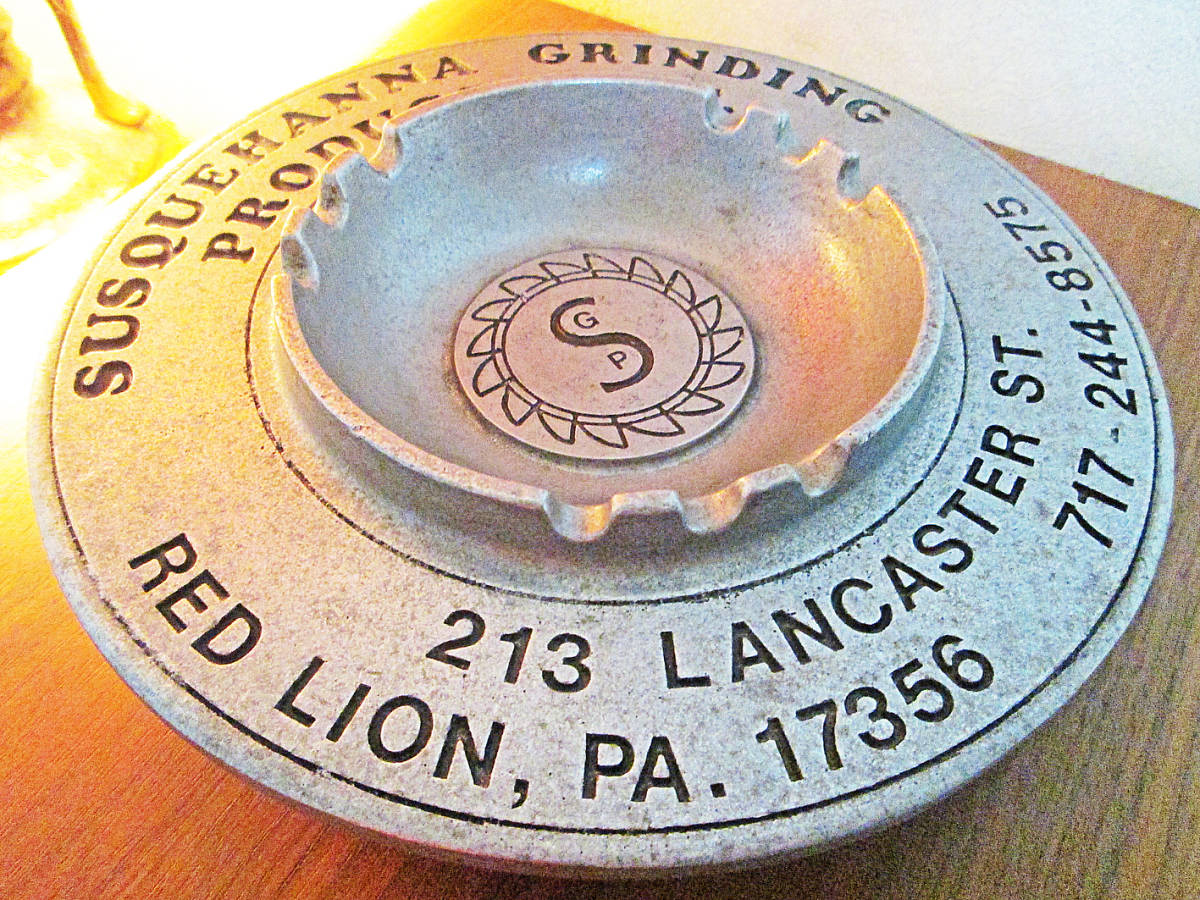 SUSQUEHANNA GRINDING
213 LANCASTER ST.
RED LION, PA. 17356
717-244-8575
S
G
P